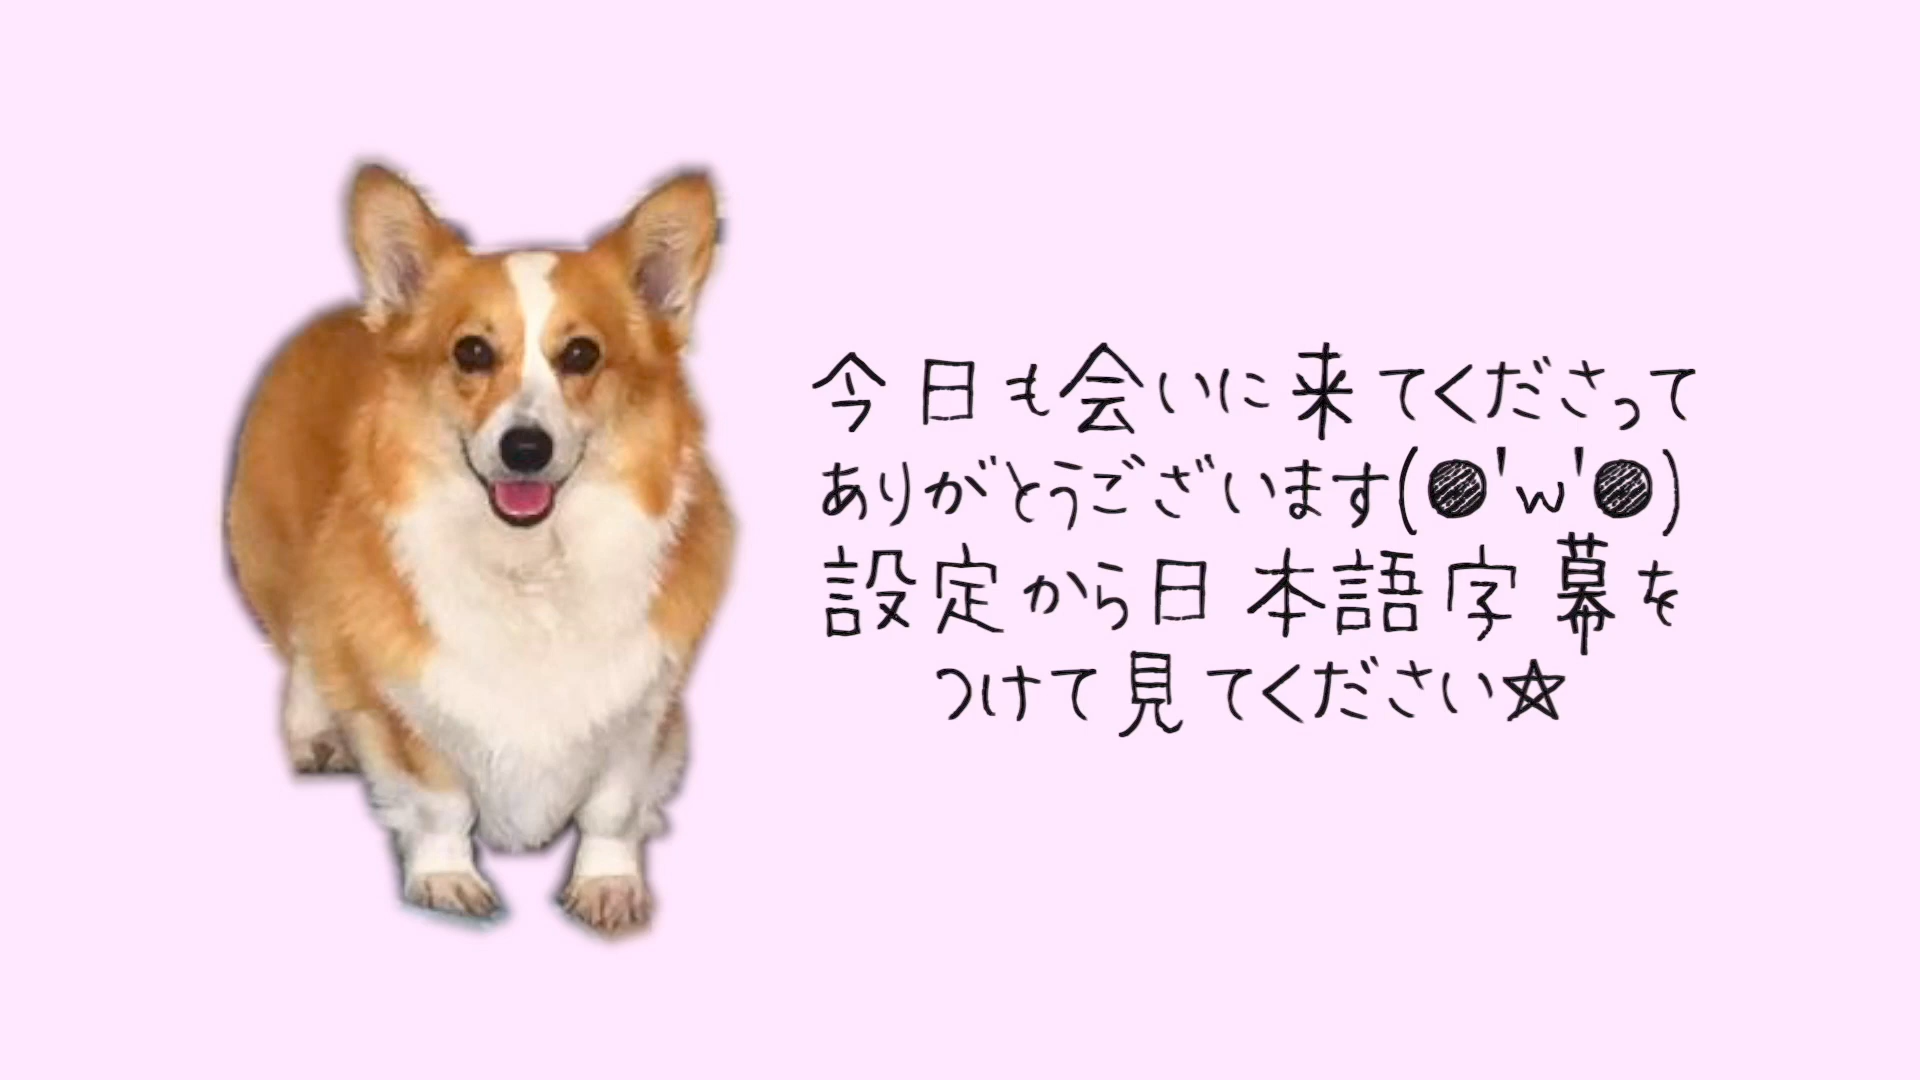 今日も会いに来てくださって
ありがとうございます(●'w'●)
設定から日本語字幕を
つけて見てください☆